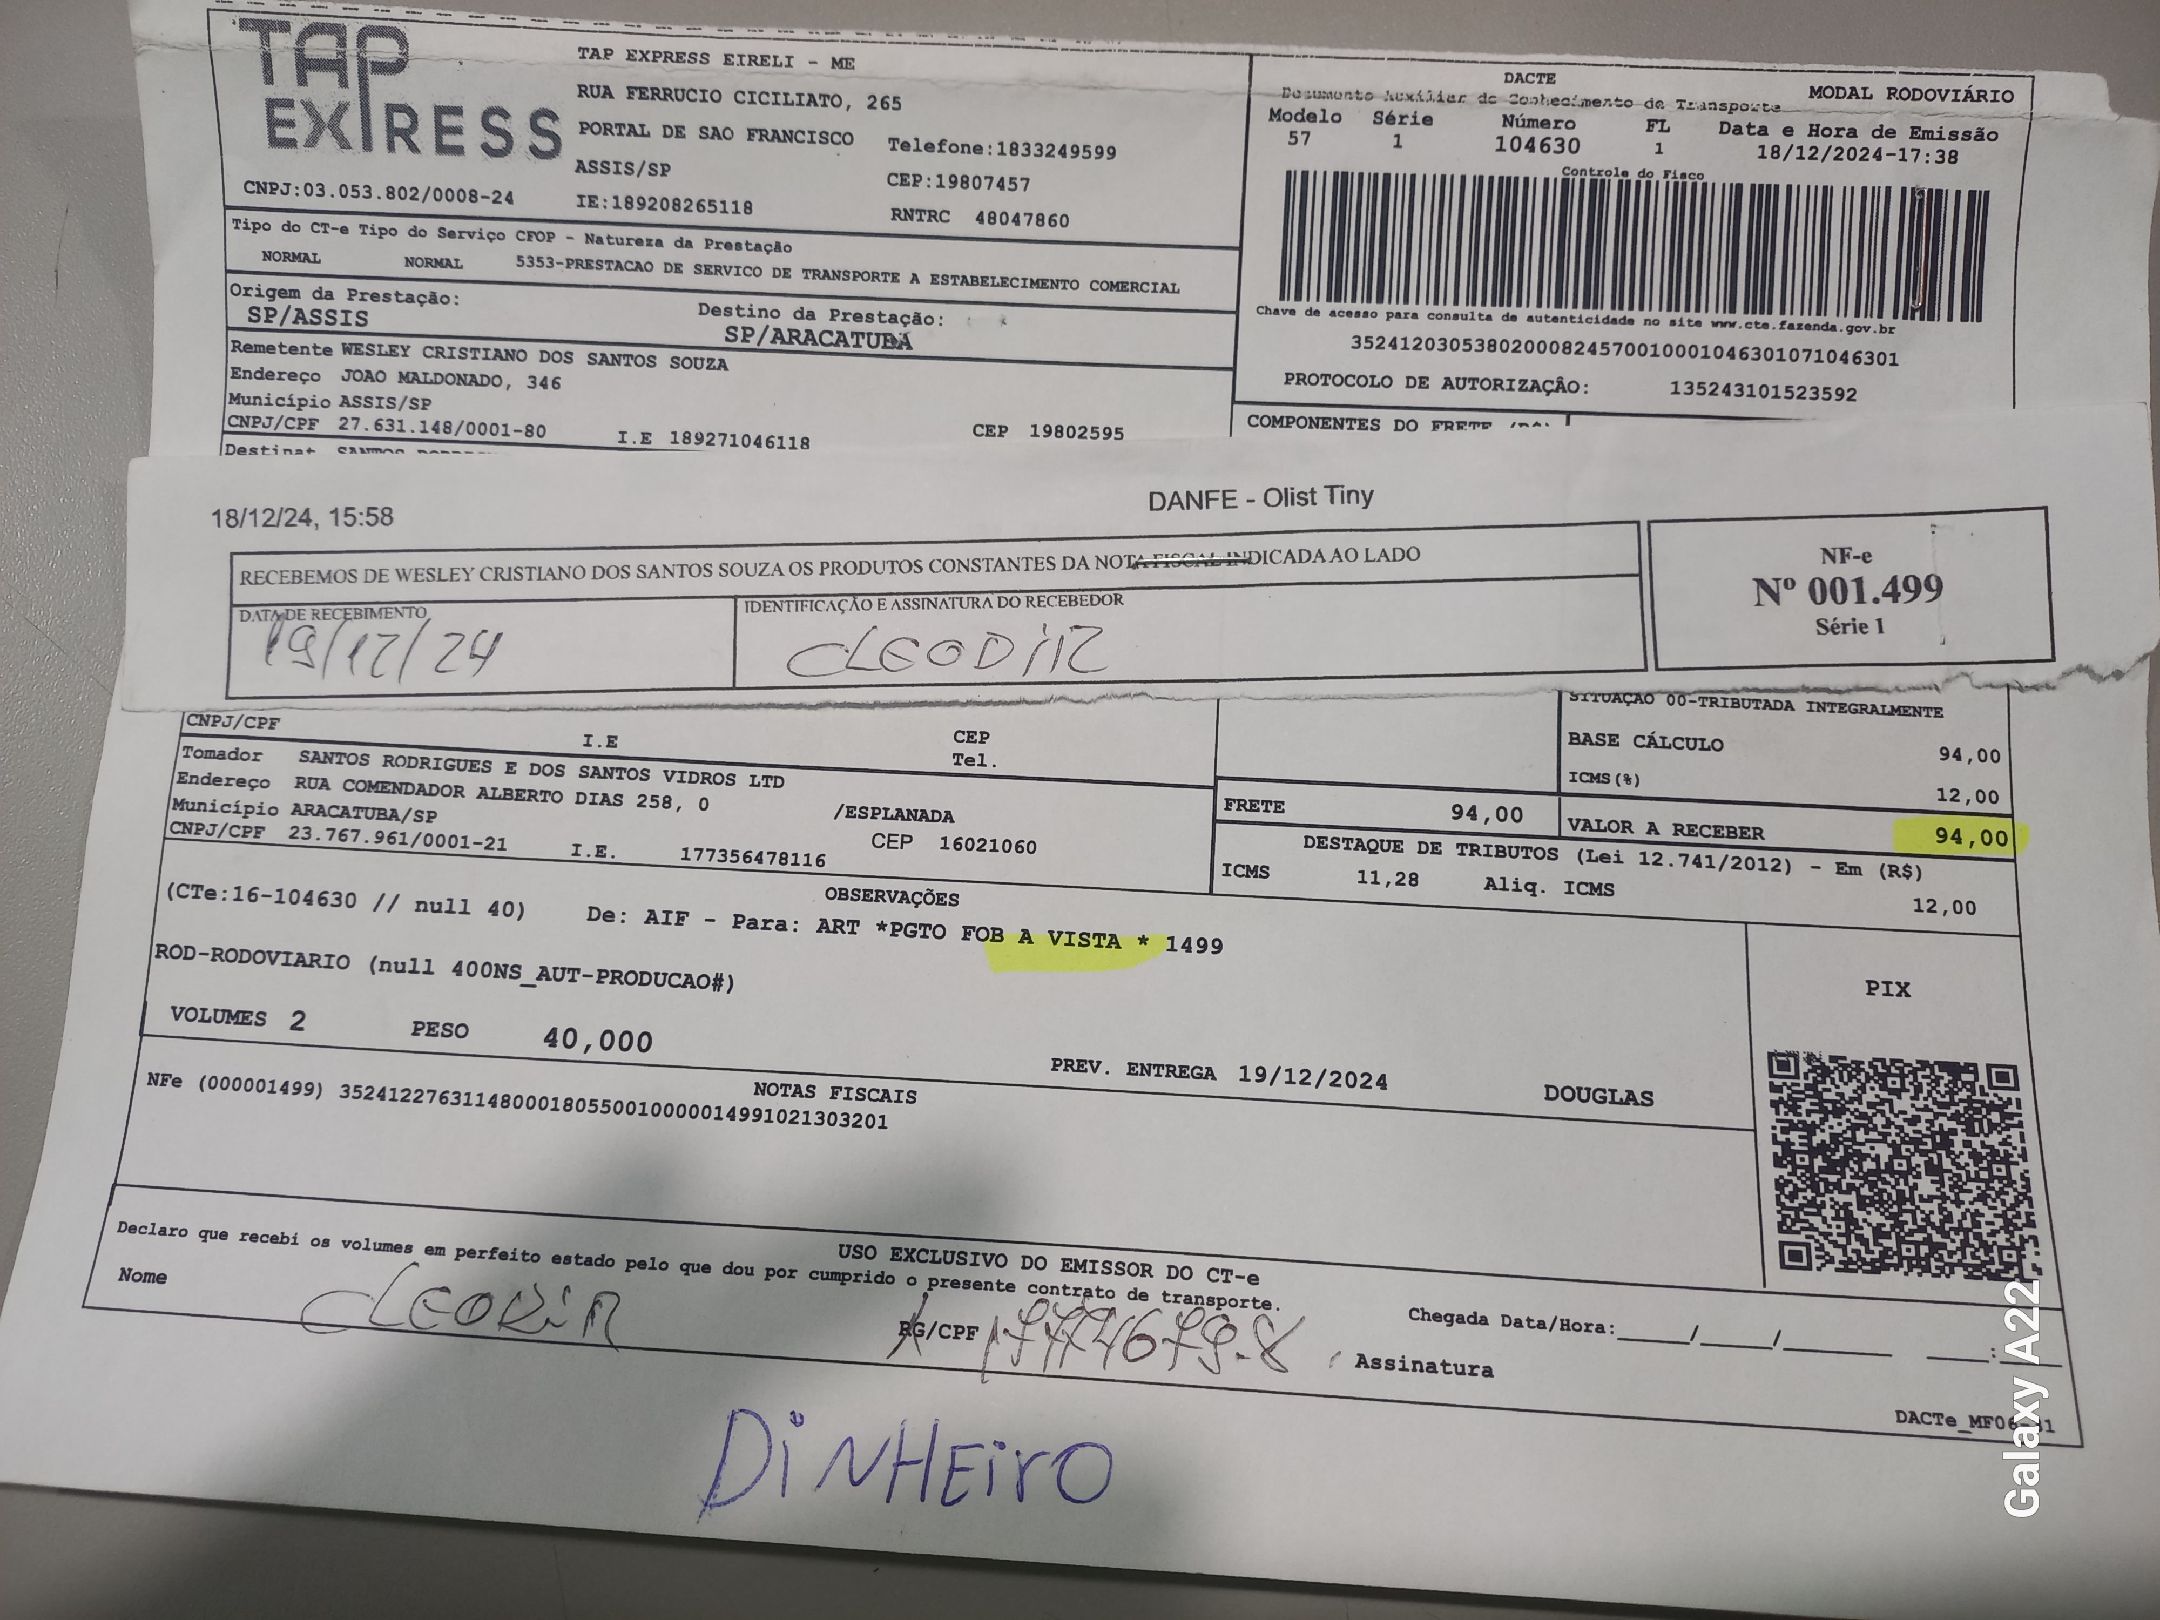 TAP EXPRESS
TAP EXPRESS EIRELI - ME
RUA FERRUCIO CICILIATO, 265
PORTAL DE SAO FRANCISCO
Telefone:1833249599
ASSIS/SP
CEP:19807457
CNPJ:03.053.802/0008-24
IE:189208265118
RNTRC 48047860
DACTE
MODAL RODOVIÁRIO
Documento Auxiliar do Conhecimento de Transporte
Modelo Série Número FL Data e Hora de Emissão
57 1 104630 1 18/12/2024-17:38
Controle do Fisco
Tipo do CT-e Tipo do Serviço CFOP - Natureza da Prestação
NORMAL NORMAL 5353-PRESTACAO DE SERVICO DE TRANSPORTE A ESTABELECIMENTO COMERCIAL
Origem da Prestação: Destino da Prestação:
SP/ASSIS SP/ARACATUBA
Chave de acesso para consulta de autenticidade no site www.cte.fazenda.gov.br
35241203053802000824570010001046301071046301
PROTOCOLO DE AUTORIZAÇÃO: 135243101523592
Remetente WESLEY CRISTIANO DOS SANTOS SOUZA
Endereço JOAO MALDONADO, 346
Município ASSIS/SP
CNPJ/CPF 27.631.148/0001-80 I.E 189271046118 CEP 19802595
COMPONENTES DO FRETE
Destinat SANTOS
18/12/24, 15:58 DANFE - Olist Tiny
RECEBEMOS DE WESLEY CRISTIANO DOS SANTOS SOUZA OS PRODUTOS CONSTANTES DA NOTA FISCAL INDICADA AO LADO
DATA DE RECEBIMENTO
19/12/24
IDENTIFICAÇÃO E ASSINATURA DO RECEBEDOR
CLEODIR
NF-e
Nº 001.499
Série 1
CNPJ/CPF I.E CEP
Tel.
SITUAÇÃO 00-TRIBUTADA INTEGRALMENTE
BASE CÁLCULO 94,00
ICMS(%) 12,00
Tomador SANTOS RODRIGUES E DOS SANTOS VIDROS LTD
Endereço RUA COMENDADOR ALBERTO DIAS 258, 0 /ESPLANADA
Município ARACATUBA/SP
CNPJ/CPF 23.767.961/0001-21 I.E. 177356478116 CEP 16021060
FRETE 94,00 VALOR A RECEBER 94,00
DESTAQUE DE TRIBUTOS (Lei 12.741/2012) - Em (R$)
ICMS 11,28 Aliq. ICMS 12,00
OBSERVAÇÕES
(CTe:16-104630 // null 40) De: AIF - Para: ART *PGTO FOB A VISTA * 1499
ROD-RODOVIARIO (null 400NS_AUT-PRODUCAO#)
PIX
VOLUMES 2 PESO 40,000
PREV. ENTREGA 19/12/2024 DOUGLAS
NOTAS FISCAIS
NFe (000001499) 35241227631148000180550010000014991021303201
USO EXCLUSIVO DO EMISSOR DO CT-e
Declaro que recebi os volumes em perfeito estado pelo que dou por cumprido o presente contrato de transporte.
Nome CLEODIR RG/CPF 17774679-8
Chegada Data/Hora:____/____/______ ____:____
Assinatura
DACTe_MF06
DINHEIRO
Galaxy A22